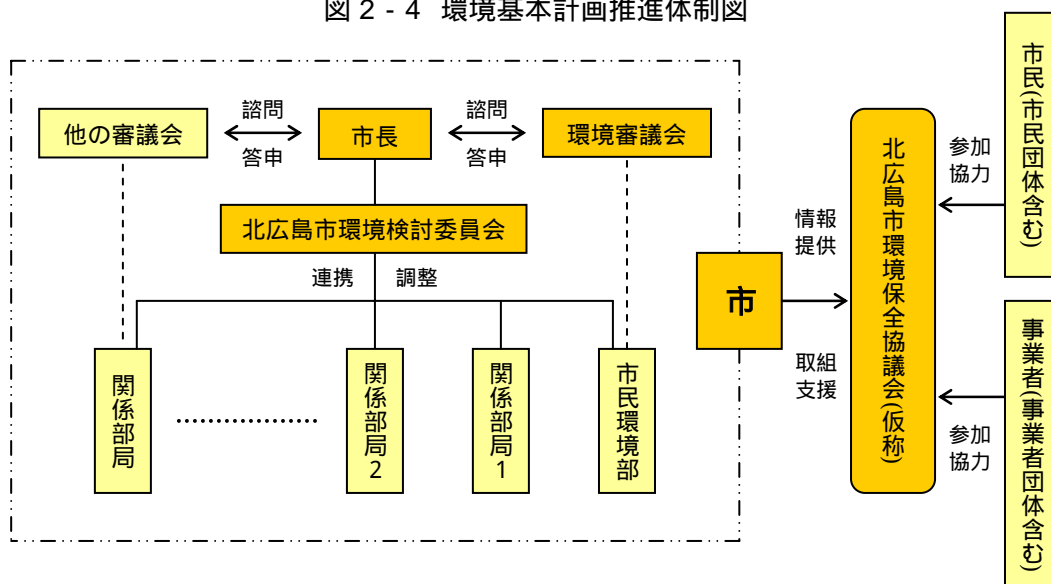 図2-4 環境基本計画推進体制図
他の審議会
諮問
答申
市長
諮問
答申
環境審議会
北広島市環境検討委員会
連携 調整
関係部局
関係部局2
関係部局1
市民環境部
市
情報
提供
取組
支援
北広島市環境保全協議会(仮称)
参加
協力
市民(市民団体含む)
参加
協力
事業者(事業者団体含む)